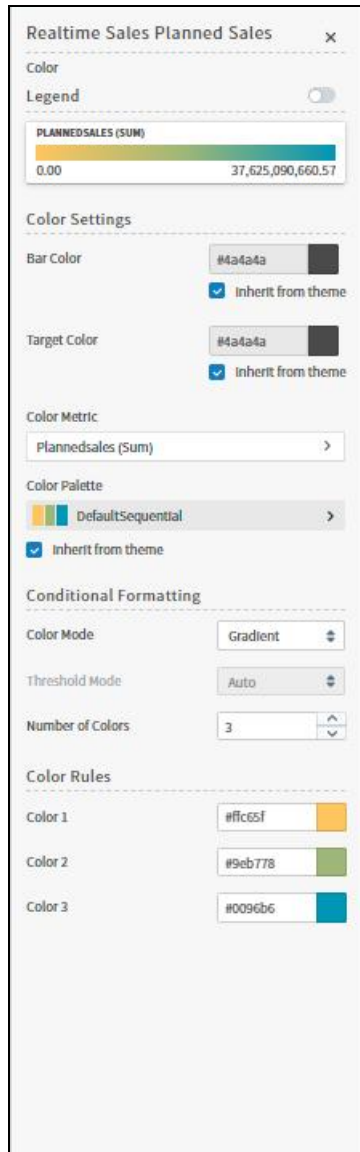 Realtime Sales Planned Sales
Color
Legend
PLANNEDSALES (SUM)
0.00 37,625,090,660.57
Color Settings
Bar Color #4a4a4a
Inherit from theme
Target Color #4a4a4a
Inherit from theme
Color Metric
Plannedsales (Sum)
Color Palette
DefaultSequential
Inherit from theme
Conditional Formatting
Color Mode Gradient
Threshold Mode Auto
Number of Colors 3
Color Rules
Color 1 #ffc65f
Color 2 #9eb778
Color 3 #0096b6